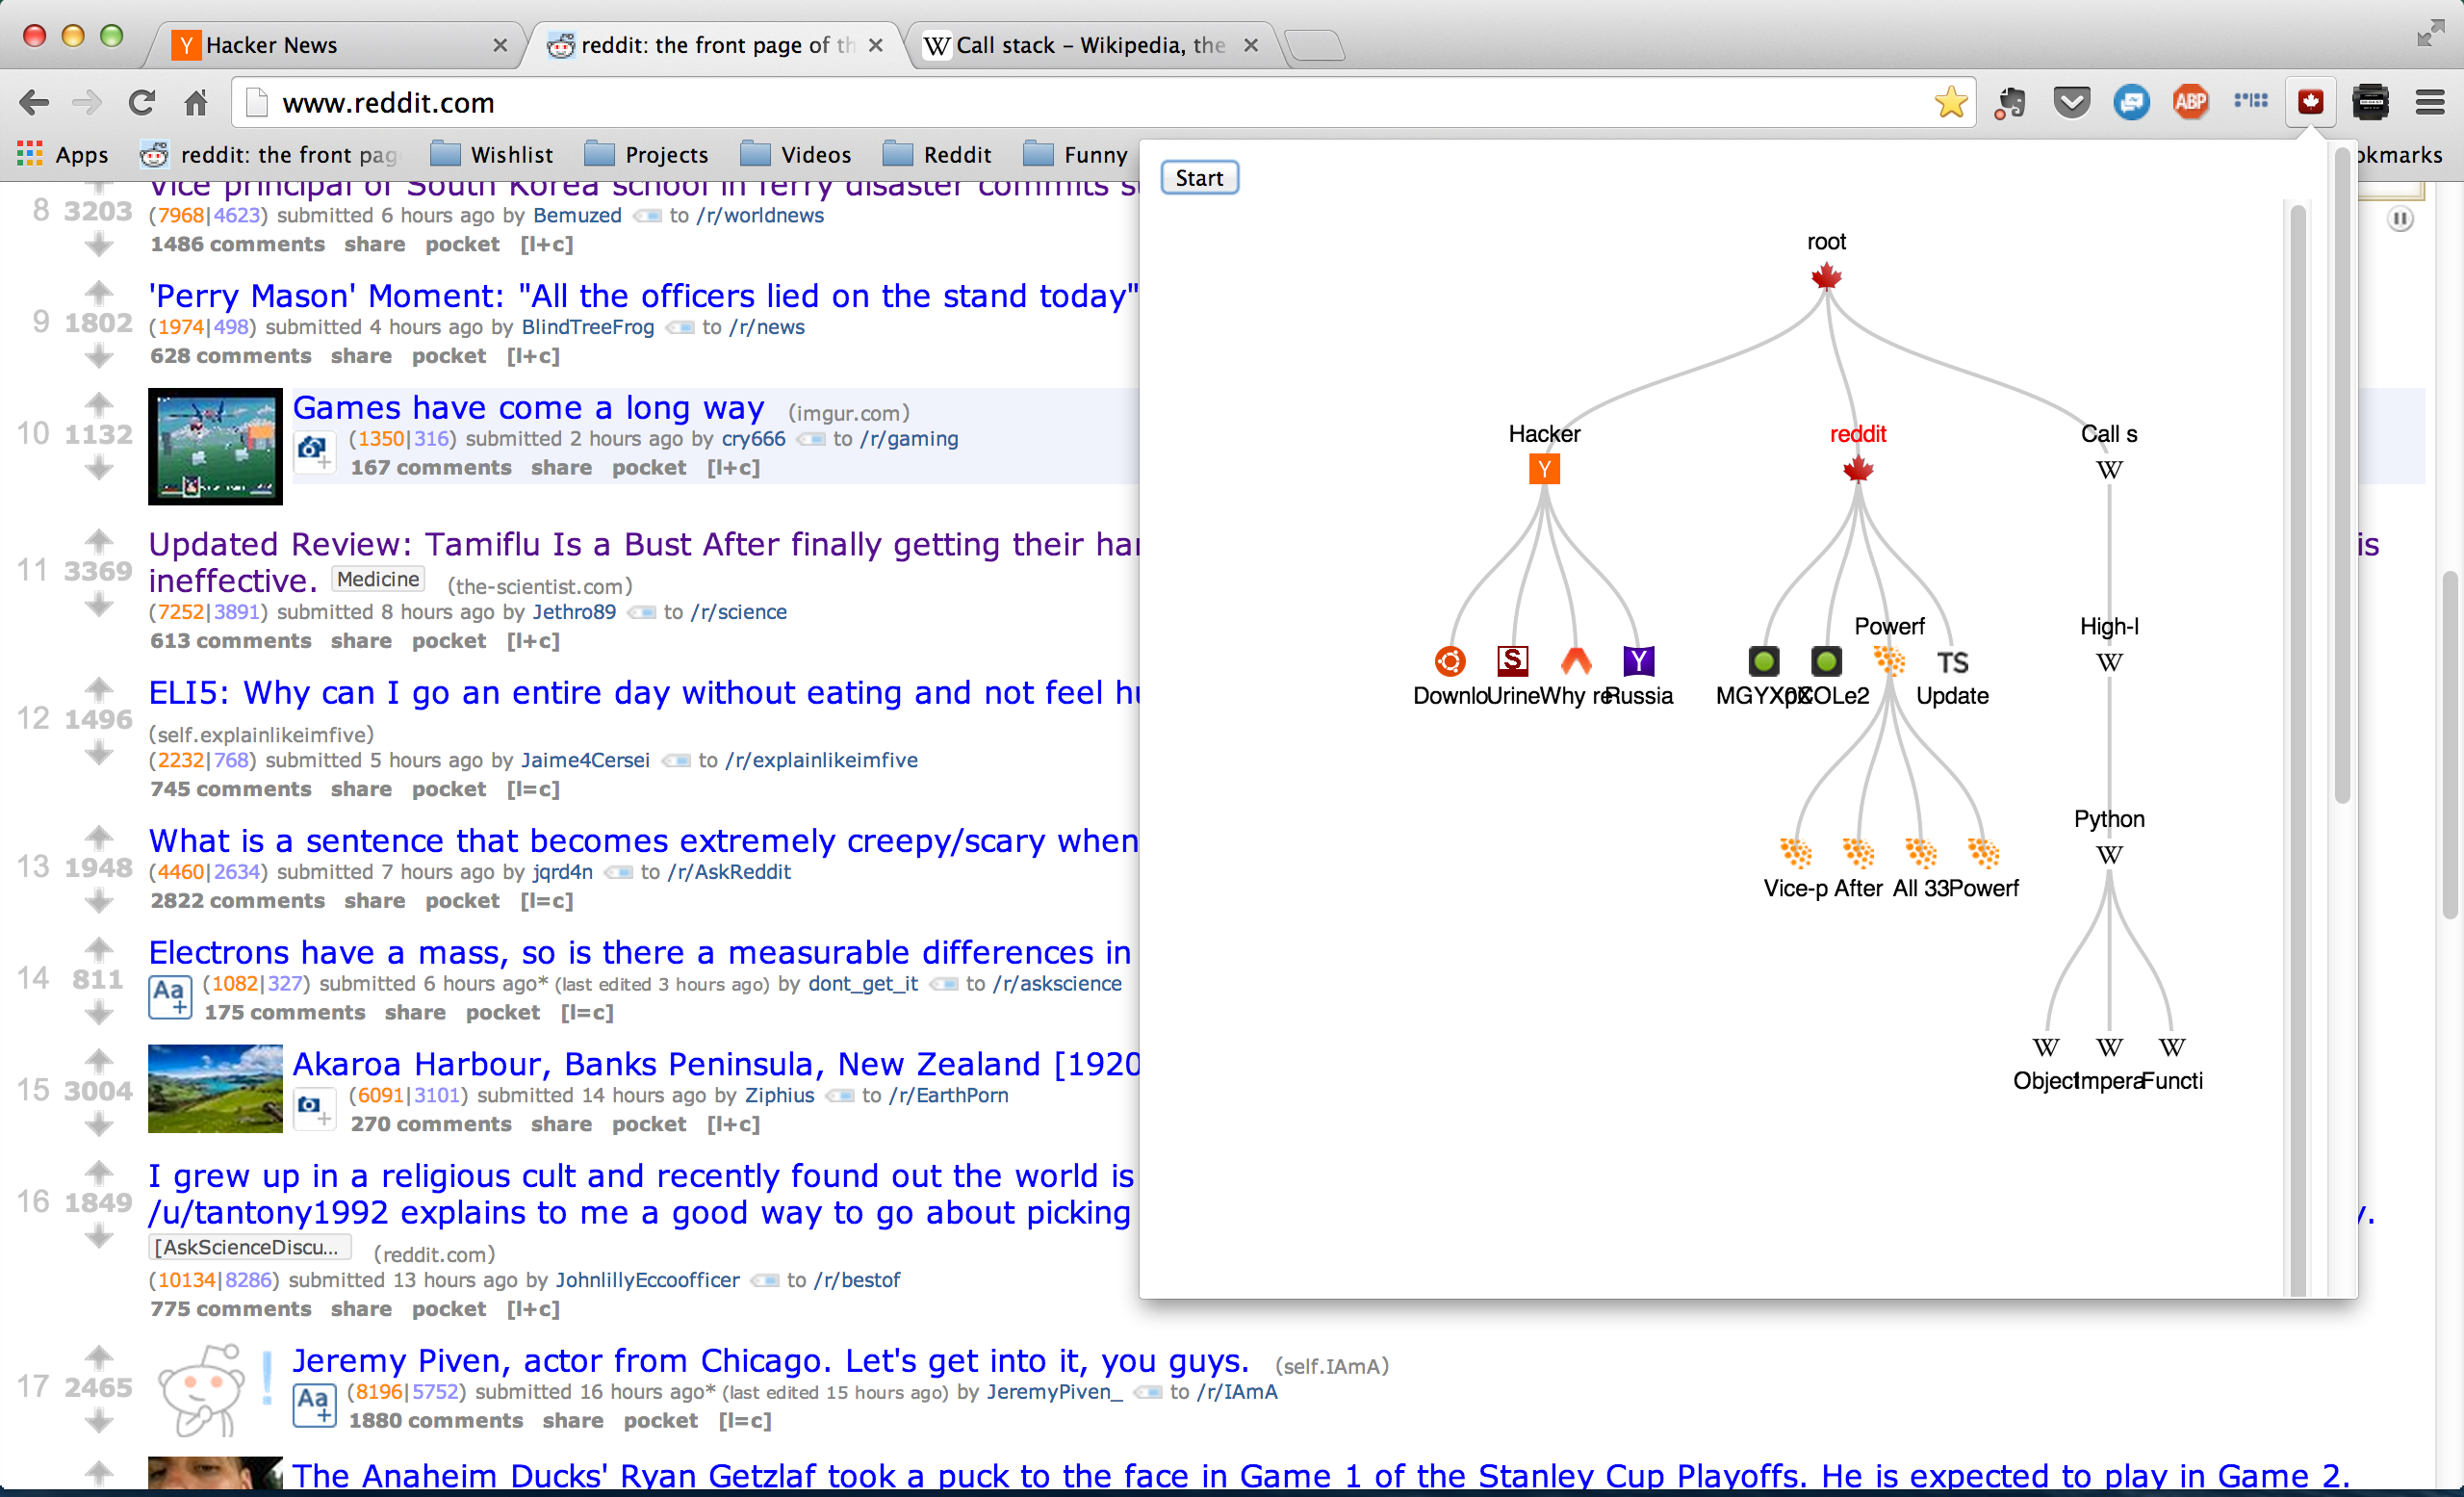 Hacker News
reddit: the front page of th
Call stack – Wikipedia, the
www.reddit.com
ABP
Apps
reddit: the front pag
Wishlist
Projects
Videos
Reddit
Funny
okmarks
Start
Vice principal of South Korea school in ferry disaster commits s
8 3203 (7968|4623) submitted 6 hours ago by Bemuzed to /r/worldnews
1486 comments share pocket [l+c]
'Perry Mason' Moment: "All the officers lied on the stand today"
9 1802 (1974|498) submitted 4 hours ago by BlindTreeFrog to /r/news
628 comments share pocket [l+c]
Games have come a long way (imgur.com)
10 1132 (1350|316) submitted 2 hours ago by cry666 to /r/gaming
167 comments share pocket [l+c]
Updated Review: Tamiflu Is a Bust After finally getting their har
is
11 3369 ineffective. Medicine (the-scientist.com)
(7252|3891) submitted 8 hours ago by Jethro89 to /r/science
613 comments share pocket [l+c]
ELI5: Why can I go an entire day without eating and not feel hu
12 1496 (self.explainlikeimfive)
(2232|768) submitted 5 hours ago by Jaime4Cersei to /r/explainlikeimfive
745 comments share pocket [l=c]
What is a sentence that becomes extremely creepy/scary when
13 1948 (4460|2634) submitted 7 hours ago by jqrd4n to /r/AskReddit
2822 comments share pocket [l=c]
Electrons have a mass, so is there a measurable differences in
14 811 Aa (1082|327) submitted 6 hours ago* (last edited 3 hours ago) by dont_get_it to /r/askscience
175 comments share pocket [l=c]
Akaroa Harbour, Banks Peninsula, New Zealand [1920
15 3004 (6091|3101) submitted 14 hours ago by Ziphius to /r/EarthPorn
270 comments share pocket [l+c]
I grew up in a religious cult and recently found out the world is
16 1849 /u/tantony1992 explains to me a good way to go about picking
y.
[AskScienceDiscu... (reddit.com)
(10134|8286) submitted 13 hours ago by JohnlillyEccoofficer to /r/bestof
775 comments share pocket [l+c]
Jeremy Piven, actor from Chicago. Let's get into it, you guys. (self.IAmA)
17 2465 Aa (8196|5752) submitted 16 hours ago* (last edited 15 hours ago) by JeremyPiven_ to /r/IAmA
1880 comments share pocket [l=c]
The Anaheim Ducks' Ryan Getzlaf took a puck to the face in Game 1 of the Stanley Cup Playoffs. He is expected to play in Game 2.
root
Hacker reddit Call s
Y W
Powerf High-l
S Y TS W
Downlo Urine Why re Russia MGYXp0 XOLe2 Update
Python
W
Vice-p After All 33 Powerf
W W W
Object Impera Functi